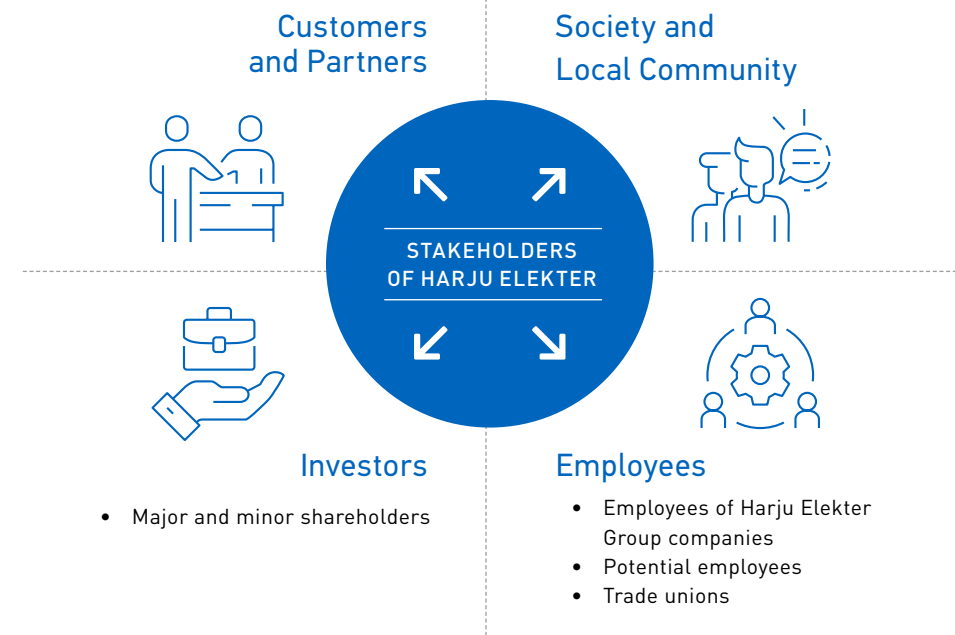 Customers
and Partners
Society and
Local Community
STAKEHOLDERS
OF HARJU ELEKTER
Investors
• Major and minor shareholders
Employees
• Employees of Harju Elekter
Group companies
• Potential employees
• Trade unions